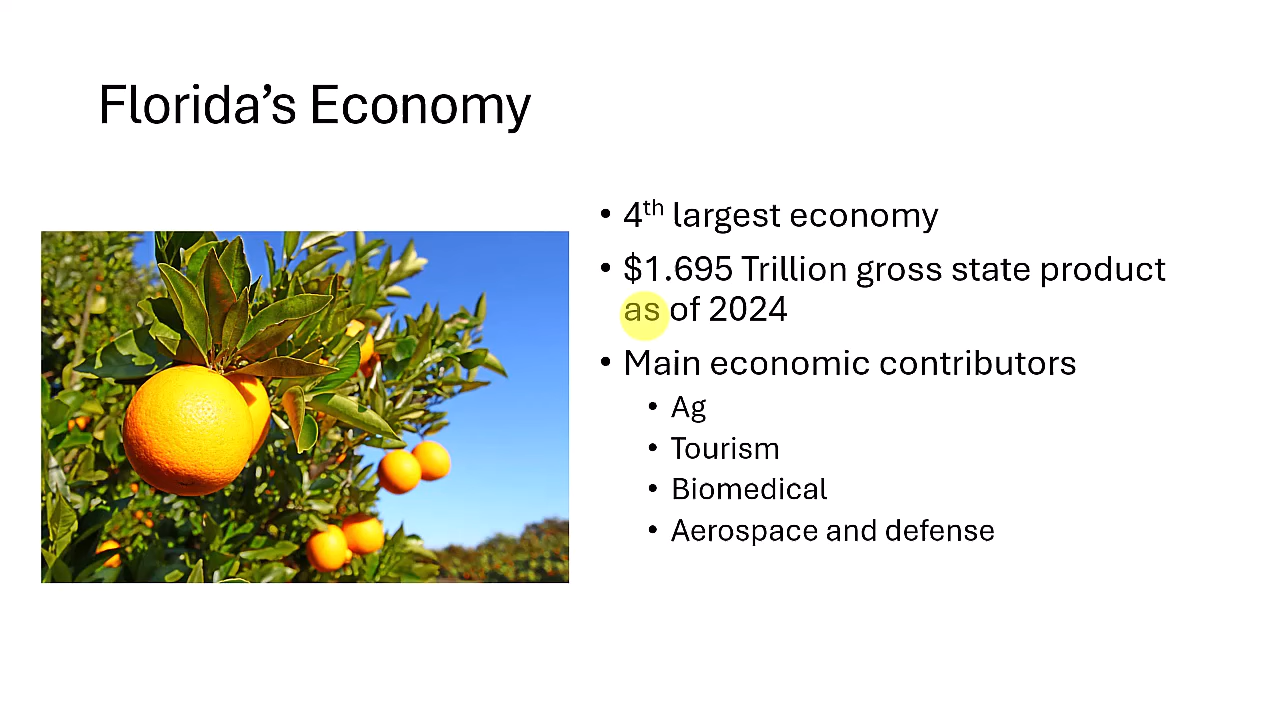 Florida’s Economy
• 4th largest economy
• $1.695 Trillion gross state product
as of 2024
• Main economic contributors
• Ag
• Tourism
• Biomedical
• Aerospace and defense